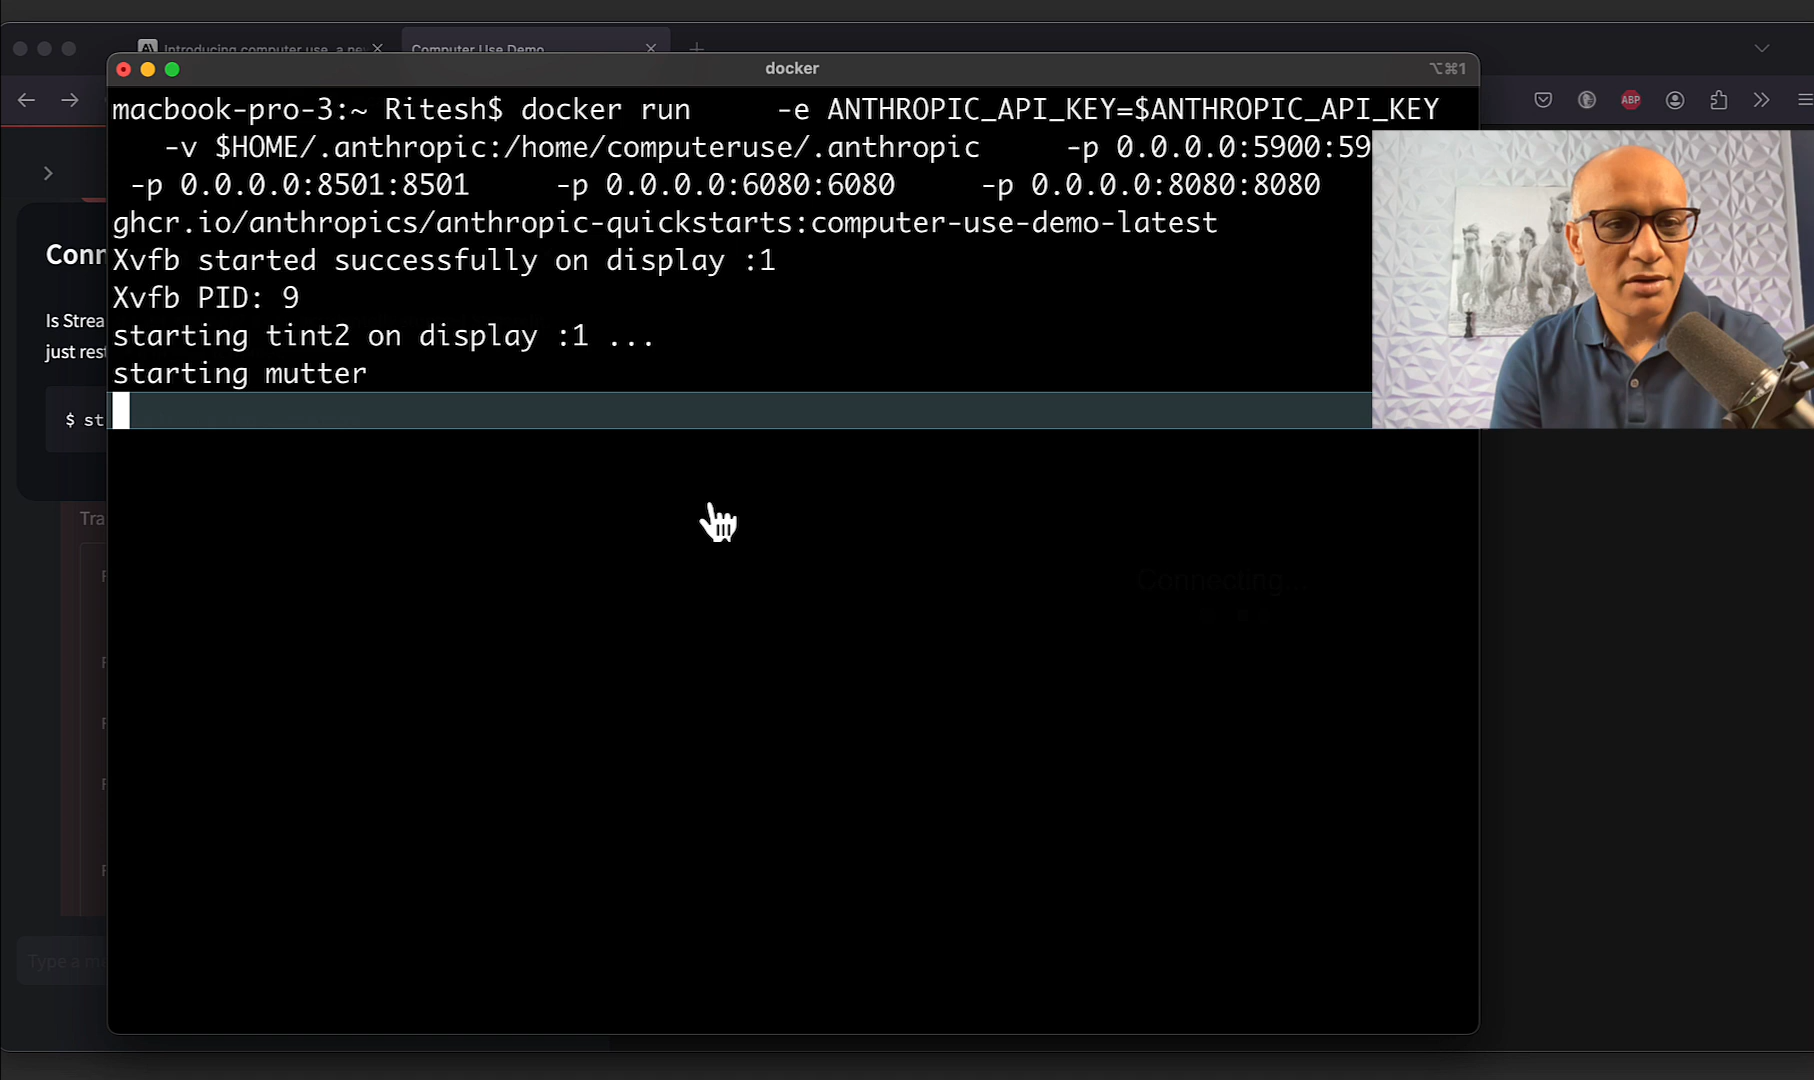 Introducing computer use, a new
Computer Use Demo
docker
⌥⌘1
ABP
macbook-pro-3:~ Ritesh$ docker run -e ANTHROPIC_API_KEY=$ANTHROPIC_API_KEY
-v $HOME/.anthropic:/home/computeruse/.anthropic -p 0.0.0.0:5900:59
-p 0.0.0.0:8501:8501 -p 0.0.0.0:6080:6080 -p 0.0.0.0:8080:8080
ghcr.io/anthropics/anthropic-quickstarts:computer-use-demo-latest
Xvfb started successfully on display :1
Xvfb PID: 9
starting tint2 on display :1 ...
starting mutter
Conn
Is Strea
just rest
$ st
Tra
Connecting...
Type a m